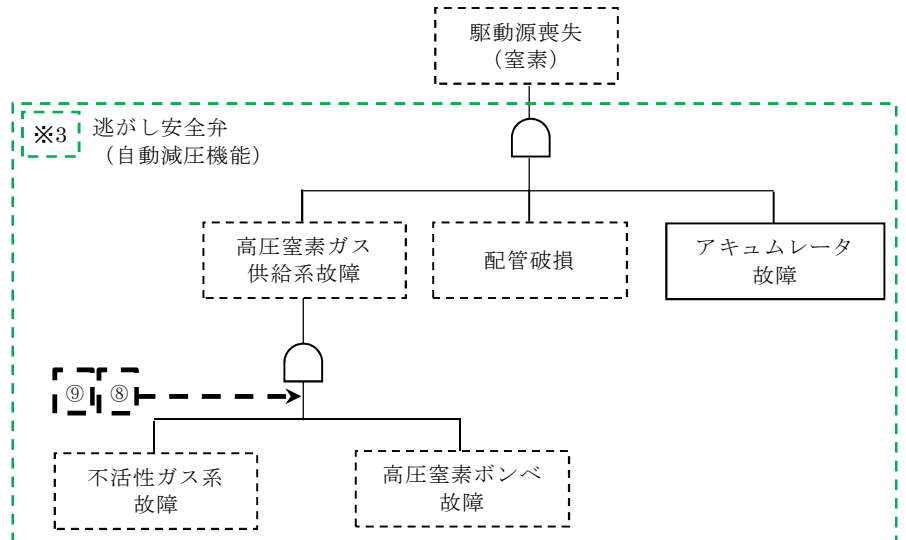 駆動源喪失
（窒素）
※3
逃がし安全弁
（自動減圧機能）
高圧窒素ガス
供給系故障
配管破損
アキュムレータ
故障
⑨
⑧
不活性ガス系
故障
高圧窒素ボンベ
故障